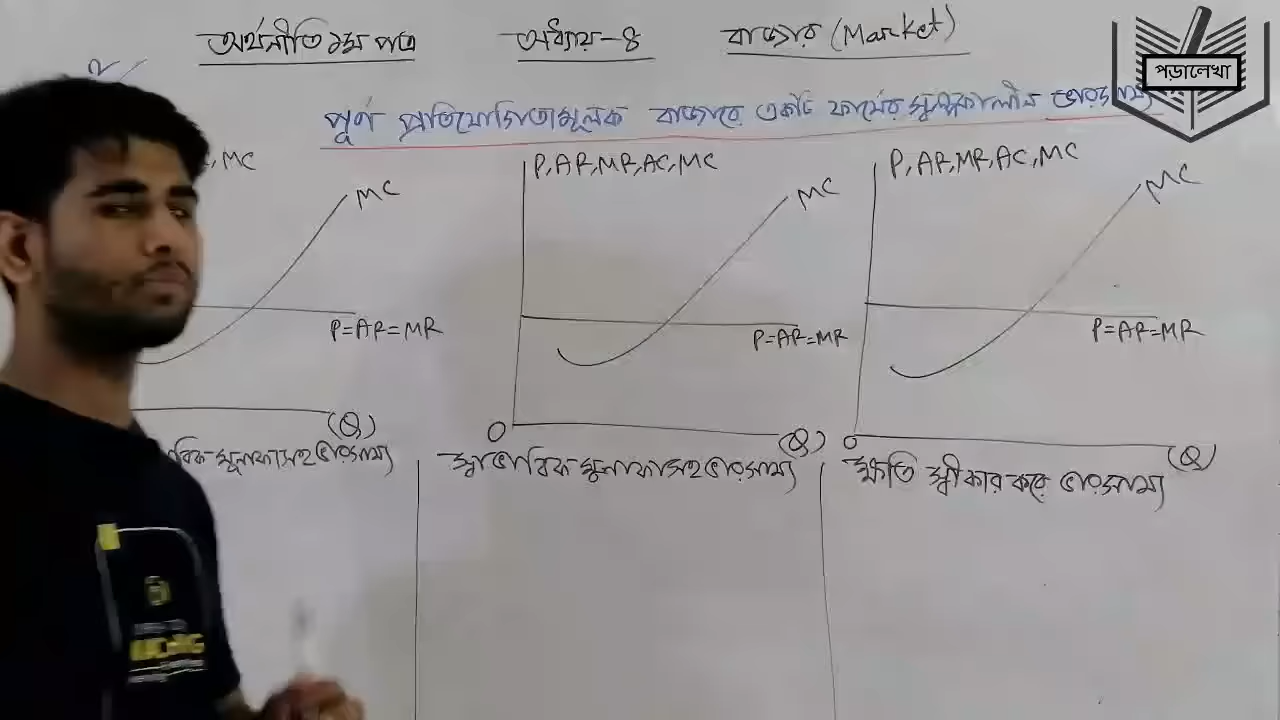 অর্থনীতি ১ম পত্র অধ্যায়-৪ বাজার (Market)
পড়ালেখা
পূর্ণ প্রতিযোগিতামূলক বাজারে একটি ফার্মের স্বল্পকালীন ভারসাম্য
, MC
MC
P=AR=MR
(Q)
মুনাফাসহ ভারসাম্য
P, AR, MR, AC, MC
MC
P=AR=MR
O
(Q)
স্বাভাবিক মুনাফাসহ ভারসাম্য
P, AR, MR, AC, MC
MC
P=AR=MR
O
(Q)
ক্ষতি স্বীকার করে ভারসাম্য